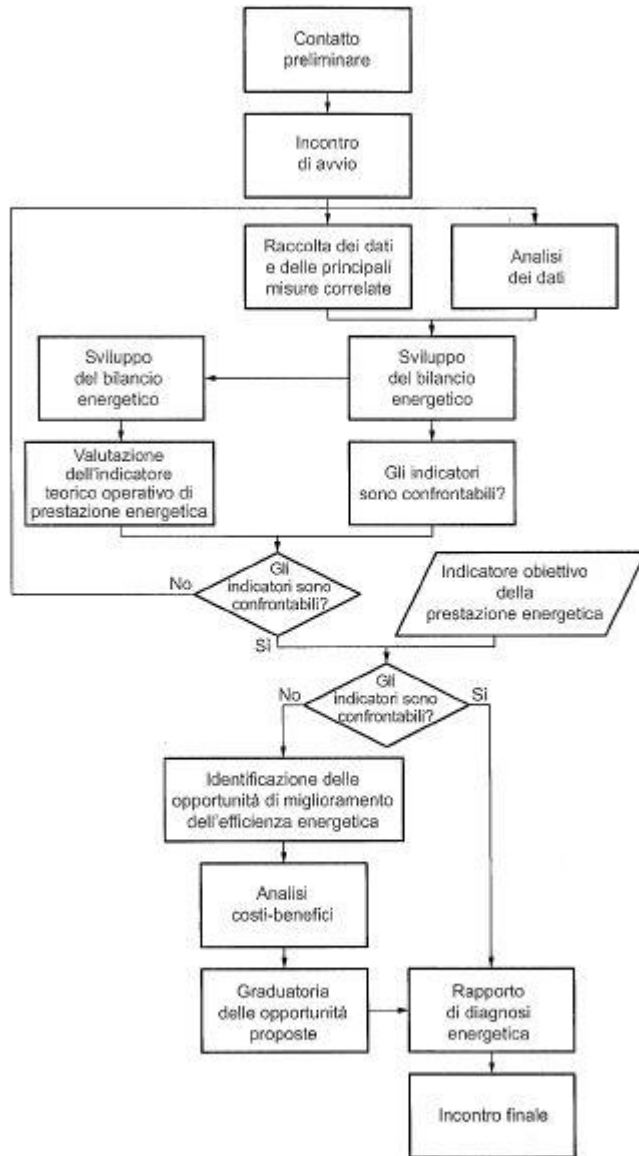 Contatto
preliminare
Incontro
di avvio
Raccolta dei dati
e delle principali
misure correlate
Analisi
dei dati
Sviluppo
del bilancio
energetico
Sviluppo
del bilancio
energetico
Valutazione
dell'indicatore
teorico operativo di
prestazione energetica
Gli indicatori
sono confrontabili?
No
Gli
indicatori sono
confrontabili?
Indicatore obiettivo
della
prestazione energetica
Sì
No
Gli
indicatori sono
confrontabili?
Si
Identificazione delle
opportunità di miglioramento
dell'efficienza energetica
Analisi
costi-benefici
Graduatoria
delle opportunità
proposte
Rapporto
di diagnosi
energetica
Incontro finale